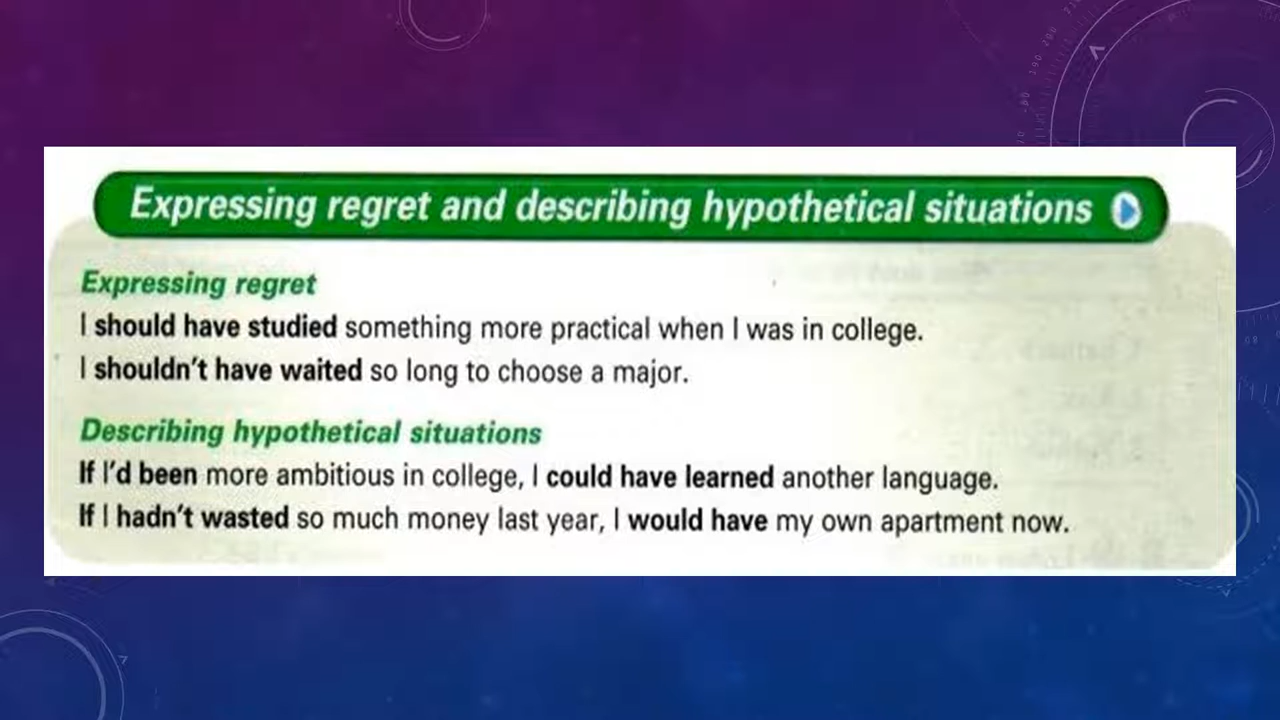 Expressing regret and describing hypothetical situations
Expressing regret
I should have studied something more practical when I was in college.
I shouldn't have waited so long to choose a major.
Describing hypothetical situations
If I'd been more ambitious in college, I could have learned another language.
If I hadn't wasted so much money last year, I would have my own apartment now.